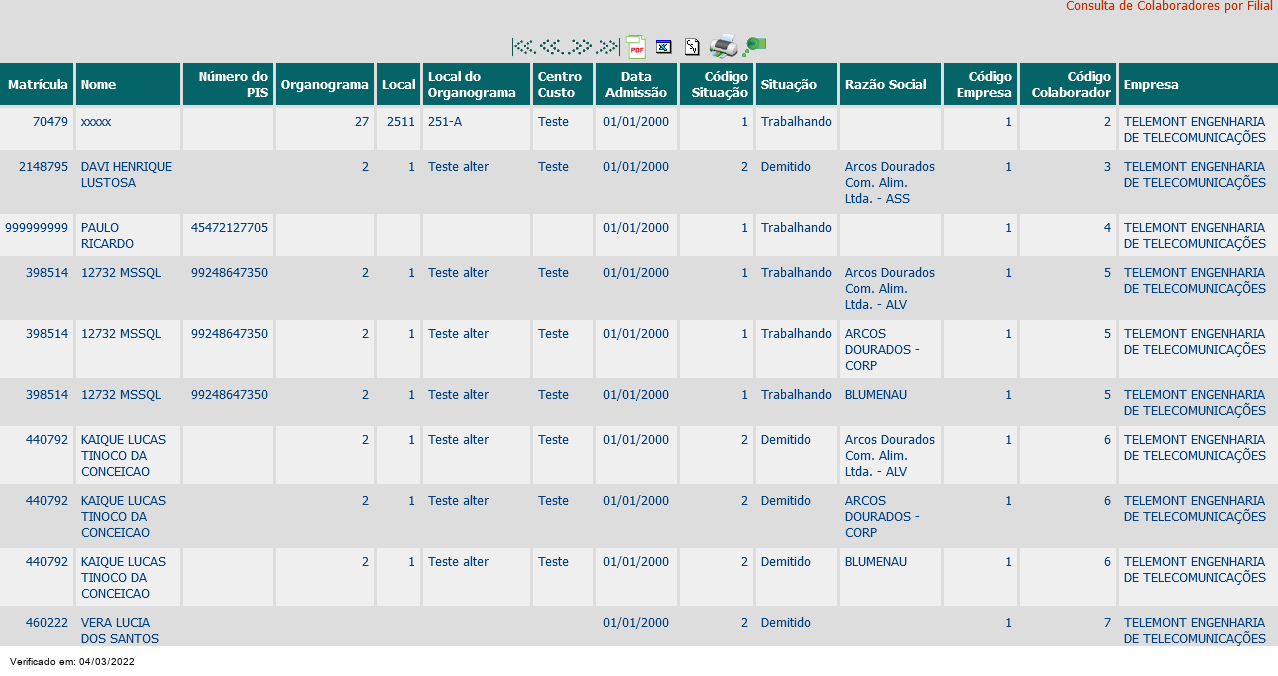 Consulta de Colaboradores por Filial
PDF
Matrícula Nome Número do PIS Organograma Local Local do Organograma Centro Custo Data Admissão Código Situação Situação Razão Social Código Empresa Código Colaborador Empresa
70479 xxxxx 27 2511 251-A Teste 01/01/2000 1 Trabalhando 1 2 TELEMONT ENGENHARIA
DE TELECOMUNICAÇÕES
2148795 DAVI HENRIQUE 2 1 Teste alter Teste 01/01/2000 2 Demitido Arcos Dourados 1 3 TELEMONT ENGENHARIA
LUSTOSA Com. Alim. DE TELECOMUNICAÇÕES
Ltda. - ASS
999999999 PAULO 45472127705 01/01/2000 1 Trabalhando 1 4 TELEMONT ENGENHARIA
RICARDO DE TELECOMUNICAÇÕES
398514 12732 MSSQL 99248647350 2 1 Teste alter Teste 01/01/2000 1 Trabalhando Arcos Dourados 1 5 TELEMONT ENGENHARIA
Com. Alim. DE TELECOMUNICAÇÕES
Ltda. - ALV
398514 12732 MSSQL 99248647350 2 1 Teste alter Teste 01/01/2000 1 Trabalhando ARCOS 1 5 TELEMONT ENGENHARIA
DOURADOS - DE TELECOMUNICAÇÕES
CORP
398514 12732 MSSQL 99248647350 2 1 Teste alter Teste 01/01/2000 1 Trabalhando BLUMENAU 1 5 TELEMONT ENGENHARIA
DE TELECOMUNICAÇÕES
440792 KAIQUE LUCAS 2 1 Teste alter Teste 01/01/2000 2 Demitido Arcos Dourados 1 6 TELEMONT ENGENHARIA
TINOCO DA Com. Alim. DE TELECOMUNICAÇÕES
CONCEICAO Ltda. - ALV
440792 KAIQUE LUCAS 2 1 Teste alter Teste 01/01/2000 2 Demitido ARCOS 1 6 TELEMONT ENGENHARIA
TINOCO DA DOURADOS - DE TELECOMUNICAÇÕES
CONCEICAO CORP
440792 KAIQUE LUCAS 2 1 Teste alter Teste 01/01/2000 2 Demitido BLUMENAU 1 6 TELEMONT ENGENHARIA
TINOCO DA DE TELECOMUNICAÇÕES
CONCEICAO
460222 VERA LUCIA 01/01/2000 2 Demitido 1 7 TELEMONT ENGENHARIA
DOS SANTOS DE TELECOMUNICAÇÕES
Verificado em: 04/03/2022